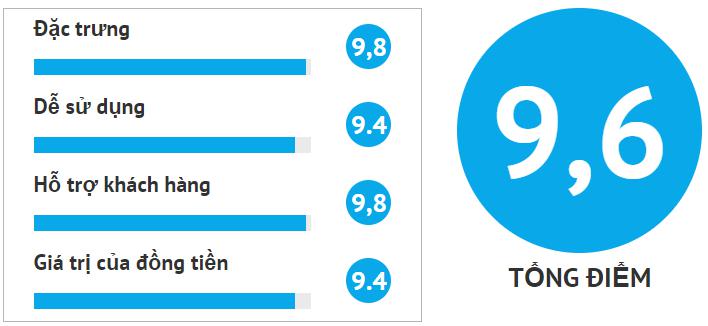 Đặc trưng
9,8
Dễ sử dụng
9.4
Hỗ trợ khách hàng
9,8
Giá trị của đồng tiền
9.4
9,6
TỔNG ĐIỂM